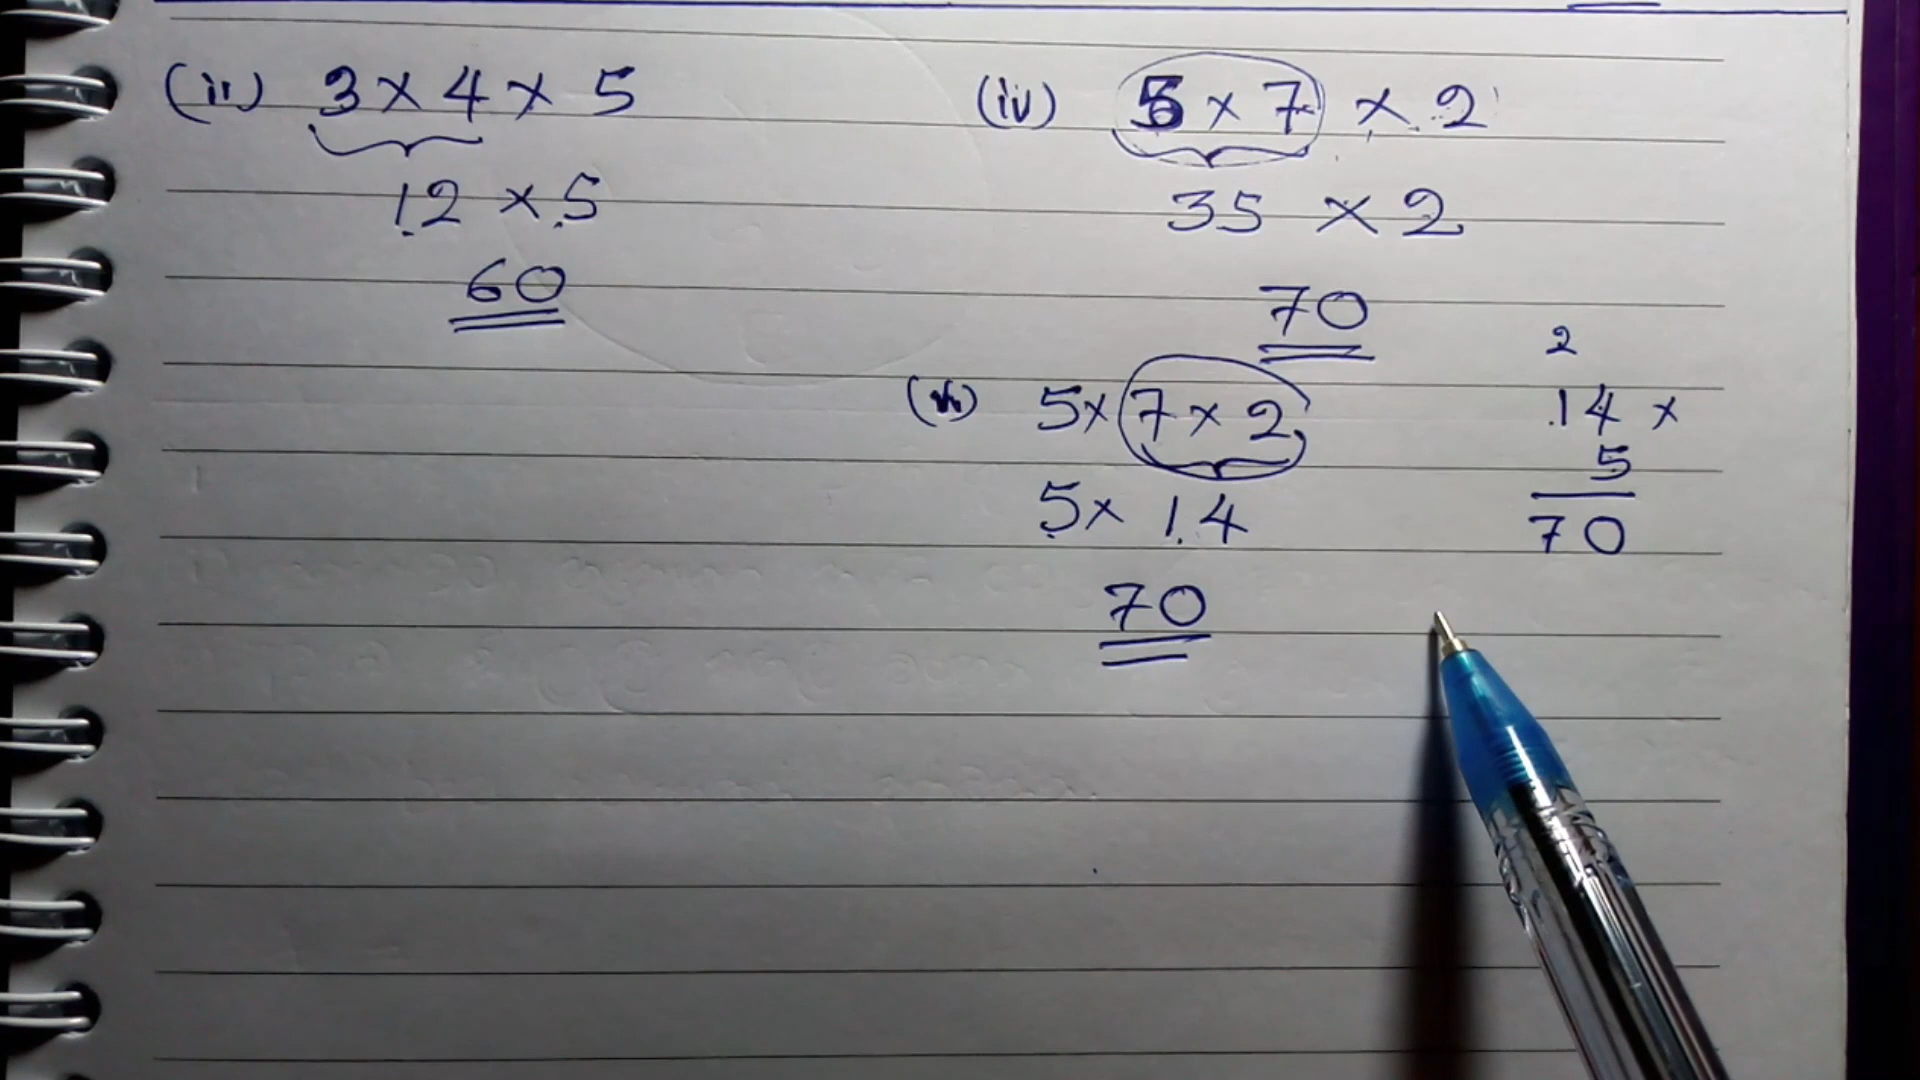 (ii) 3 × 4 × 5
12 × 5
60
(iv) 5 × 7 × 2
35 × 2
70
5 × 7 × 2
5 × 14
70
2
14 ×
5
70